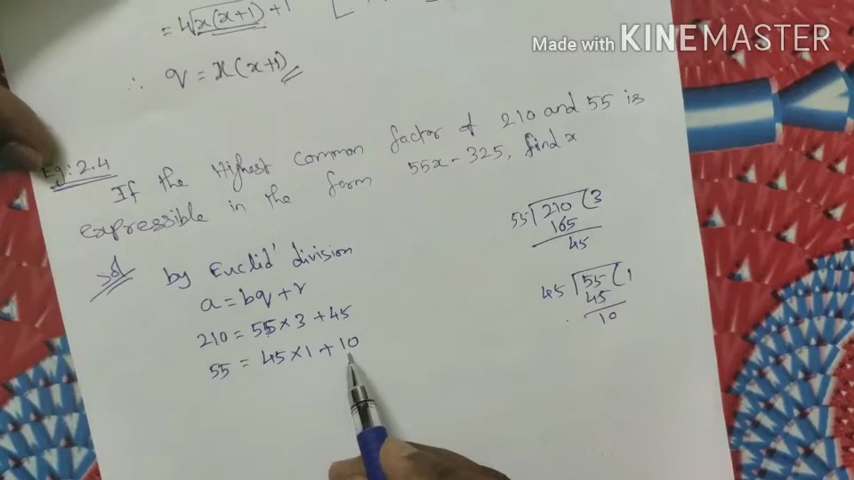 Made with KINEMASTER
= 4 x(x+1) + 1
∴ q = x(x+1)
Eg: 2.4
If the Highest Common factor of 210 and 55 is
expressible in the form 55x - 325, find x
Sol by Euclid' division
a = bq + r
210 = 55 × 3 + 45
55 = 45 × 1 + 10
55 210 3
165
45
45 55 1
45
10